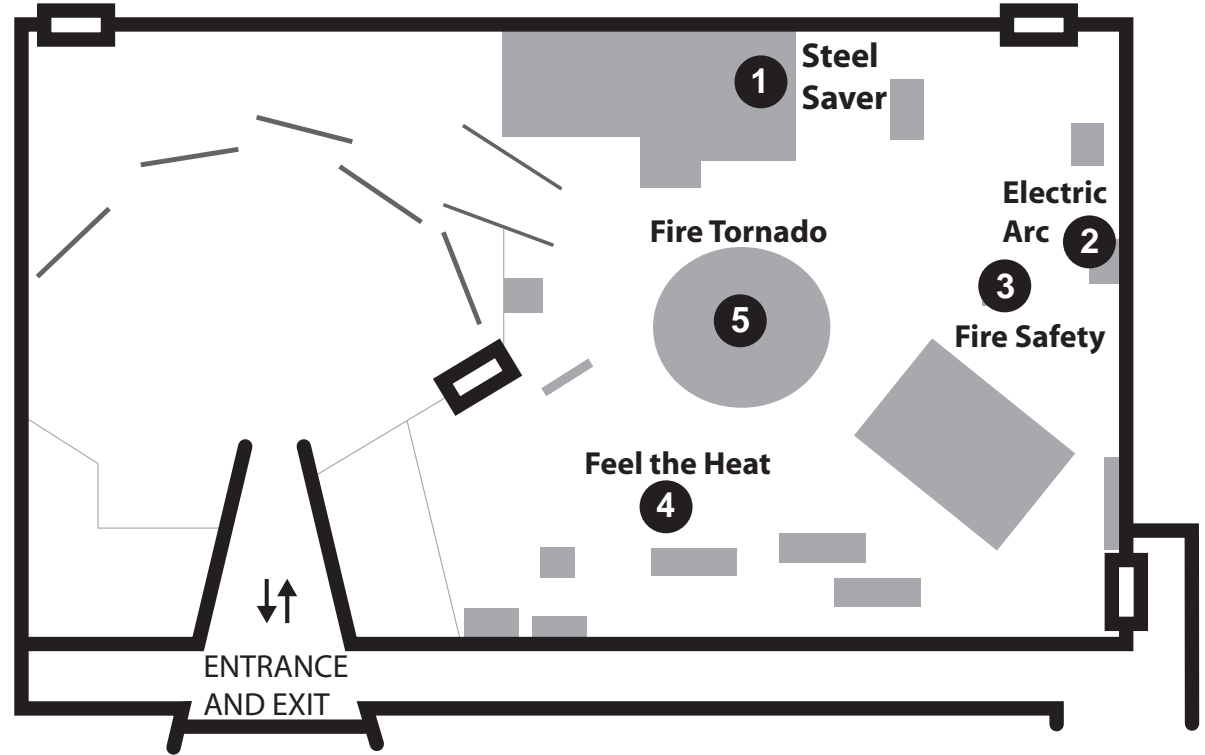 1
Steel
Saver
Electric
Arc
2
Fire Tornado
3
5
Fire Safety
Feel the Heat
4
ENTRANCE
AND EXIT